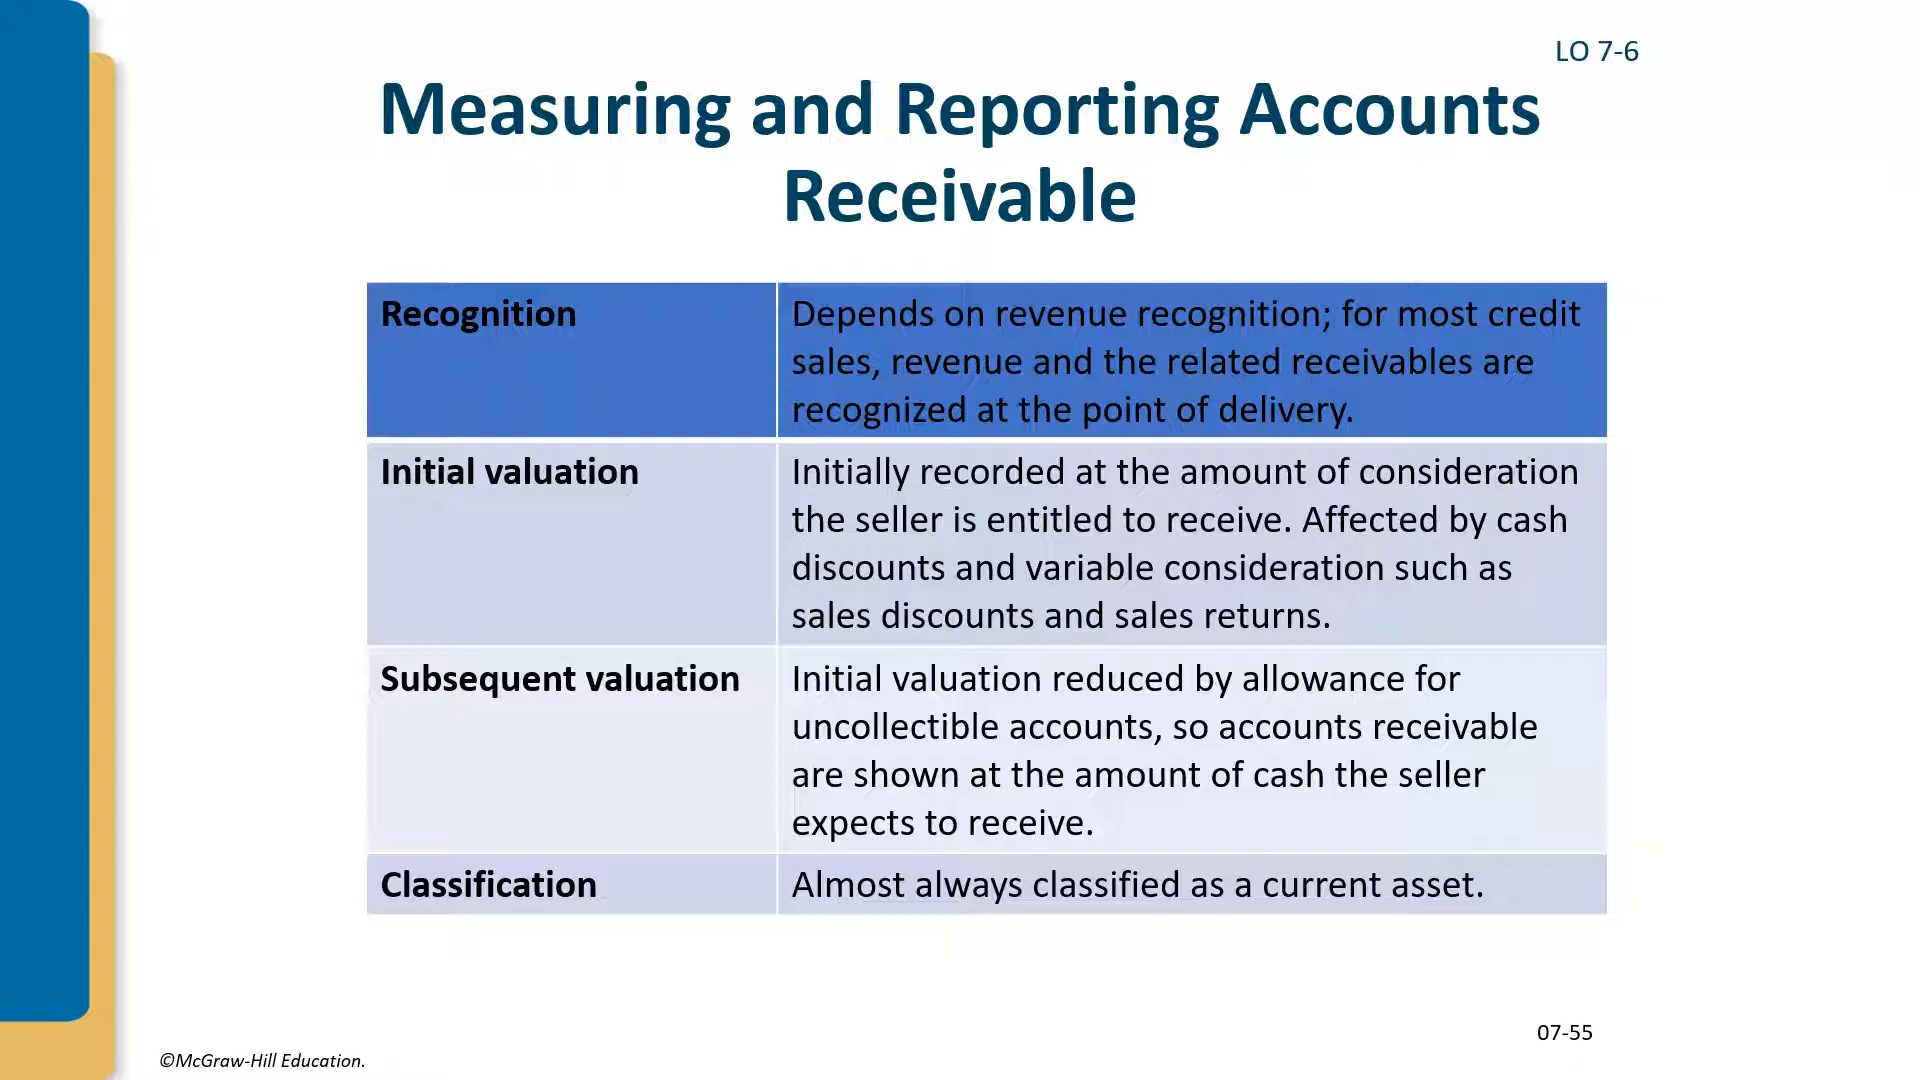 LO 7-6
Measuring and Reporting Accounts
Receivable
Recognition
Depends on revenue recognition; for most credit
sales, revenue and the related receivables are
recognized at the point of delivery.
Initial valuation
Initially recorded at the amount of consideration
the seller is entitled to receive. Affected by cash
discounts and variable consideration such as
sales discounts and sales returns.
Subsequent valuation
Initial valuation reduced by allowance for
uncollectible accounts, so accounts receivable
are shown at the amount of cash the seller
expects to receive.
Classification
Almost always classified as a current asset.
07-55
©McGraw-Hill Education.